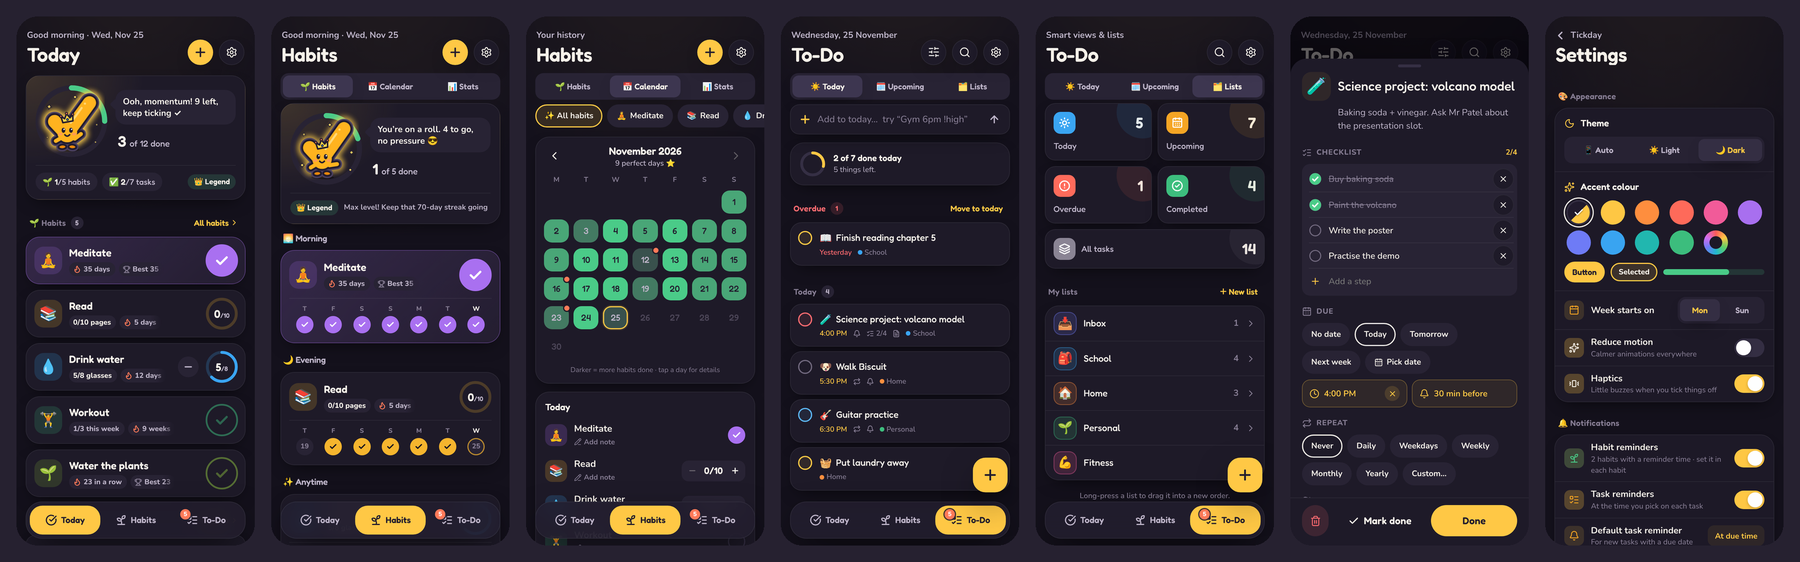 Good morning · Wed, Nov 25
Today
Ooh, momentum! 9 left,
keep ticking ✓
3 of 12 done
1/5 habits
2/7 tasks
Legend
Habits 5
All habits >
Meditate
35 days
Best 35
Read
0/10 pages
5 days
0/10
Drink water
5/8 glasses
12 days
5/8
Workout
1/3 this week
9 weeks
Water the plants
23 in a row
Best 23
Today
Habits
5
To-Do
Good morning · Wed, Nov 25
Habits
Habits
Calendar
Stats
You're on a roll. 4 to go,
no pressure 😎
1 of 5 done
Legend
Max level! Keep that 70-day streak going
Morning
Meditate
35 days
Best 35
T F S S M T W
Evening
Read
0/10 pages
5 days
0/10
T F S S M T W
19
25
Anytime
Today
Habits
5
To-Do
Your history
Habits
Habits
Calendar
Stats
All habits
Meditate
Read
Dr
November 2026
9 perfect days
M T W T F S S
1
2 3 4 5 6 7 8
9 10 11 12 13 14 15
16 17 18 19 20 21 22
23 24 25 26 27 28 29
30
Darker = more habits done · tap a day for details
Today
Meditate
Add note
Read
Add note
− 0/10 +
Drink water
Today
Habits
5
To-Do
Wednesday, 25 November
To-Do
Today
Upcoming
Lists
+ Add to today... try "Gym 6pm !high"
2 of 7 done today
5 things left.
Overdue 1
Move to today
Finish reading chapter 5
Yesterday
School
Today 4
Science project: volcano model
4:00 PM
2/4
School
Walk Biscuit
5:30 PM
Home
Guitar practice
6:30 PM
Personal
Put laundry away
Home
Today
Habits
5
To-Do
Smart views & lists
To-Do
Today
Upcoming
Lists
5
Today
7
Upcoming
1
Overdue
4
Completed
All tasks
14
My lists
+ New list
Inbox
1
School
4
Home
3
Personal
4
Fitness
Long-press a list to drag it into a new order.
Today
Habits
5
To-Do
Wednesday, 25 November
To-Do
Science project: volcano model
Baking soda + vinegar. Ask Mr Patel about
the presentation slot.
CHECKLIST
2/4
Buy baking soda
Paint the volcano
Write the poster
Practise the demo
+ Add a step
DUE
No date
Today
Tomorrow
Next week
Pick date
4:00 PM
30 min before
REPEAT
Never
Daily
Weekdays
Weekly
Monthly
Yearly
Custom...
Mark done
Done
Tickday
Settings
Appearance
Theme
Auto
Light
Dark
Accent colour
Button
Selected
Week starts on
Mon
Sun
Reduce motion
Calmer animations everywhere
Haptics
Little buzzes when you tick things off
Notifications
Habit reminders
2 habits with a reminder time · set it in
each habit
Task reminders
At the time you pick on each task
Default task reminder
For new tasks with a due date
At due time